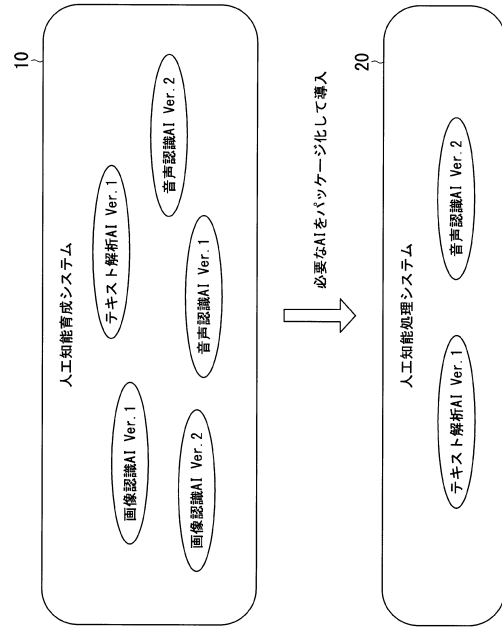 10
人工知能育成システム
テキスト解析AI Ver.1
画像認識AI Ver.1
音声認識AI Ver.2
画像認識AI Ver.2
音声認識AI Ver.1
必要なAIをパッケージ化して導入
20
人工知能処理システム
テキスト解析AI Ver.1
音声認識AI Ver.2